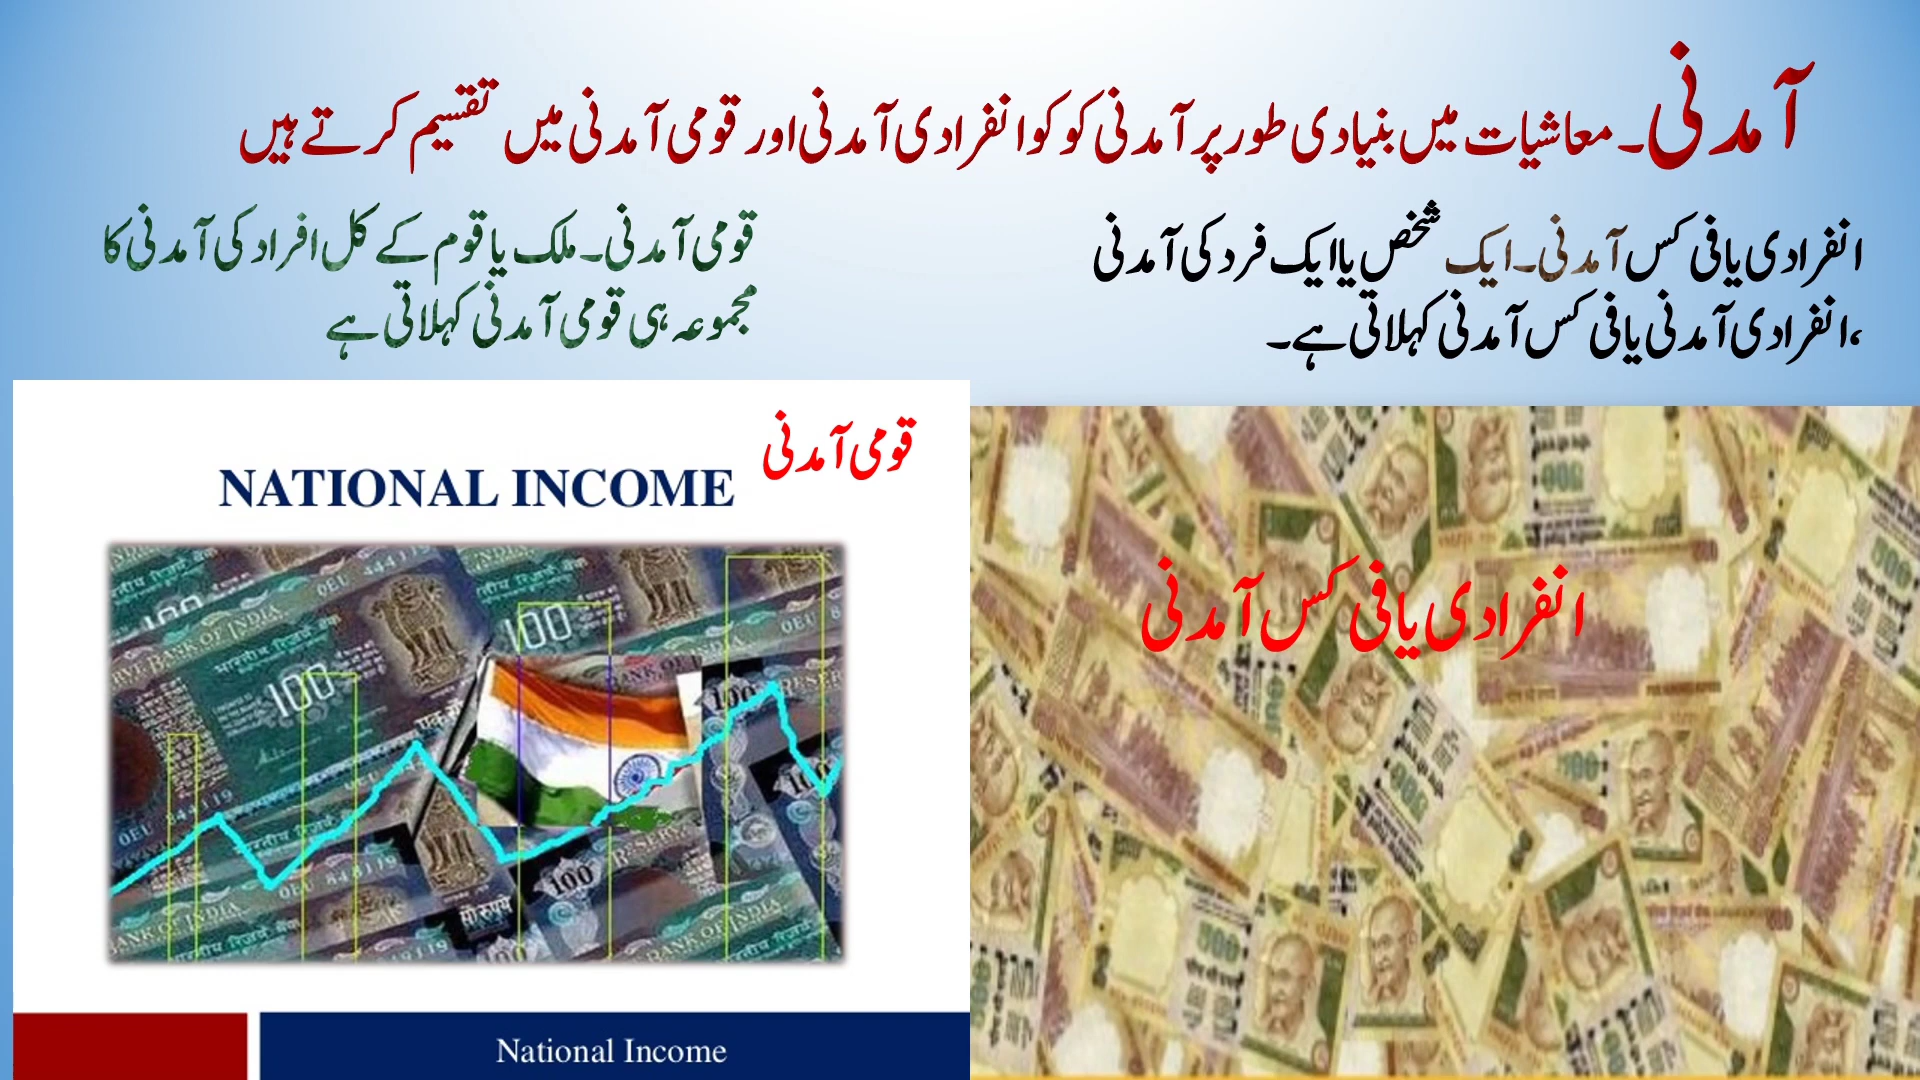 آمدنی۔معاشیات میں بنیادی طور پر آمدنی کو کو انفرادی آمدنی اور قومی آمدنی میں تقسیم کرتے ہیں
انفرادی یا فی کس آمدنی۔ایک شخص یا ایک فرد کی آمدنی
،انفرادی آمدنی یا فی کس آمدنی کہلاتی ہے۔
قومی آمدنی۔ملک یا قوم کے کل افراد کی آمدنی کا
مجموعہ ہی قومی آمدنی کہلاتی ہے
قومی آمدنی
NATIONAL INCOME
انفرادی یا فی کس آمدنی
National Income